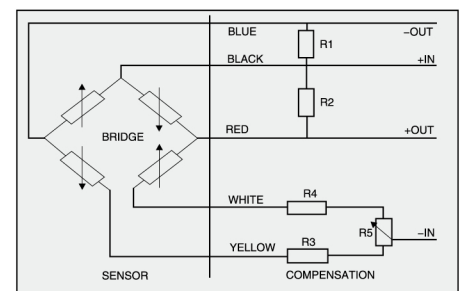 BLUE
−OUT
R1
BLACK
+IN
R2
BRIDGE
RED
+OUT
WHITE
R4
R5
−IN
YELLOW
R3
SENSOR
COMPENSATION